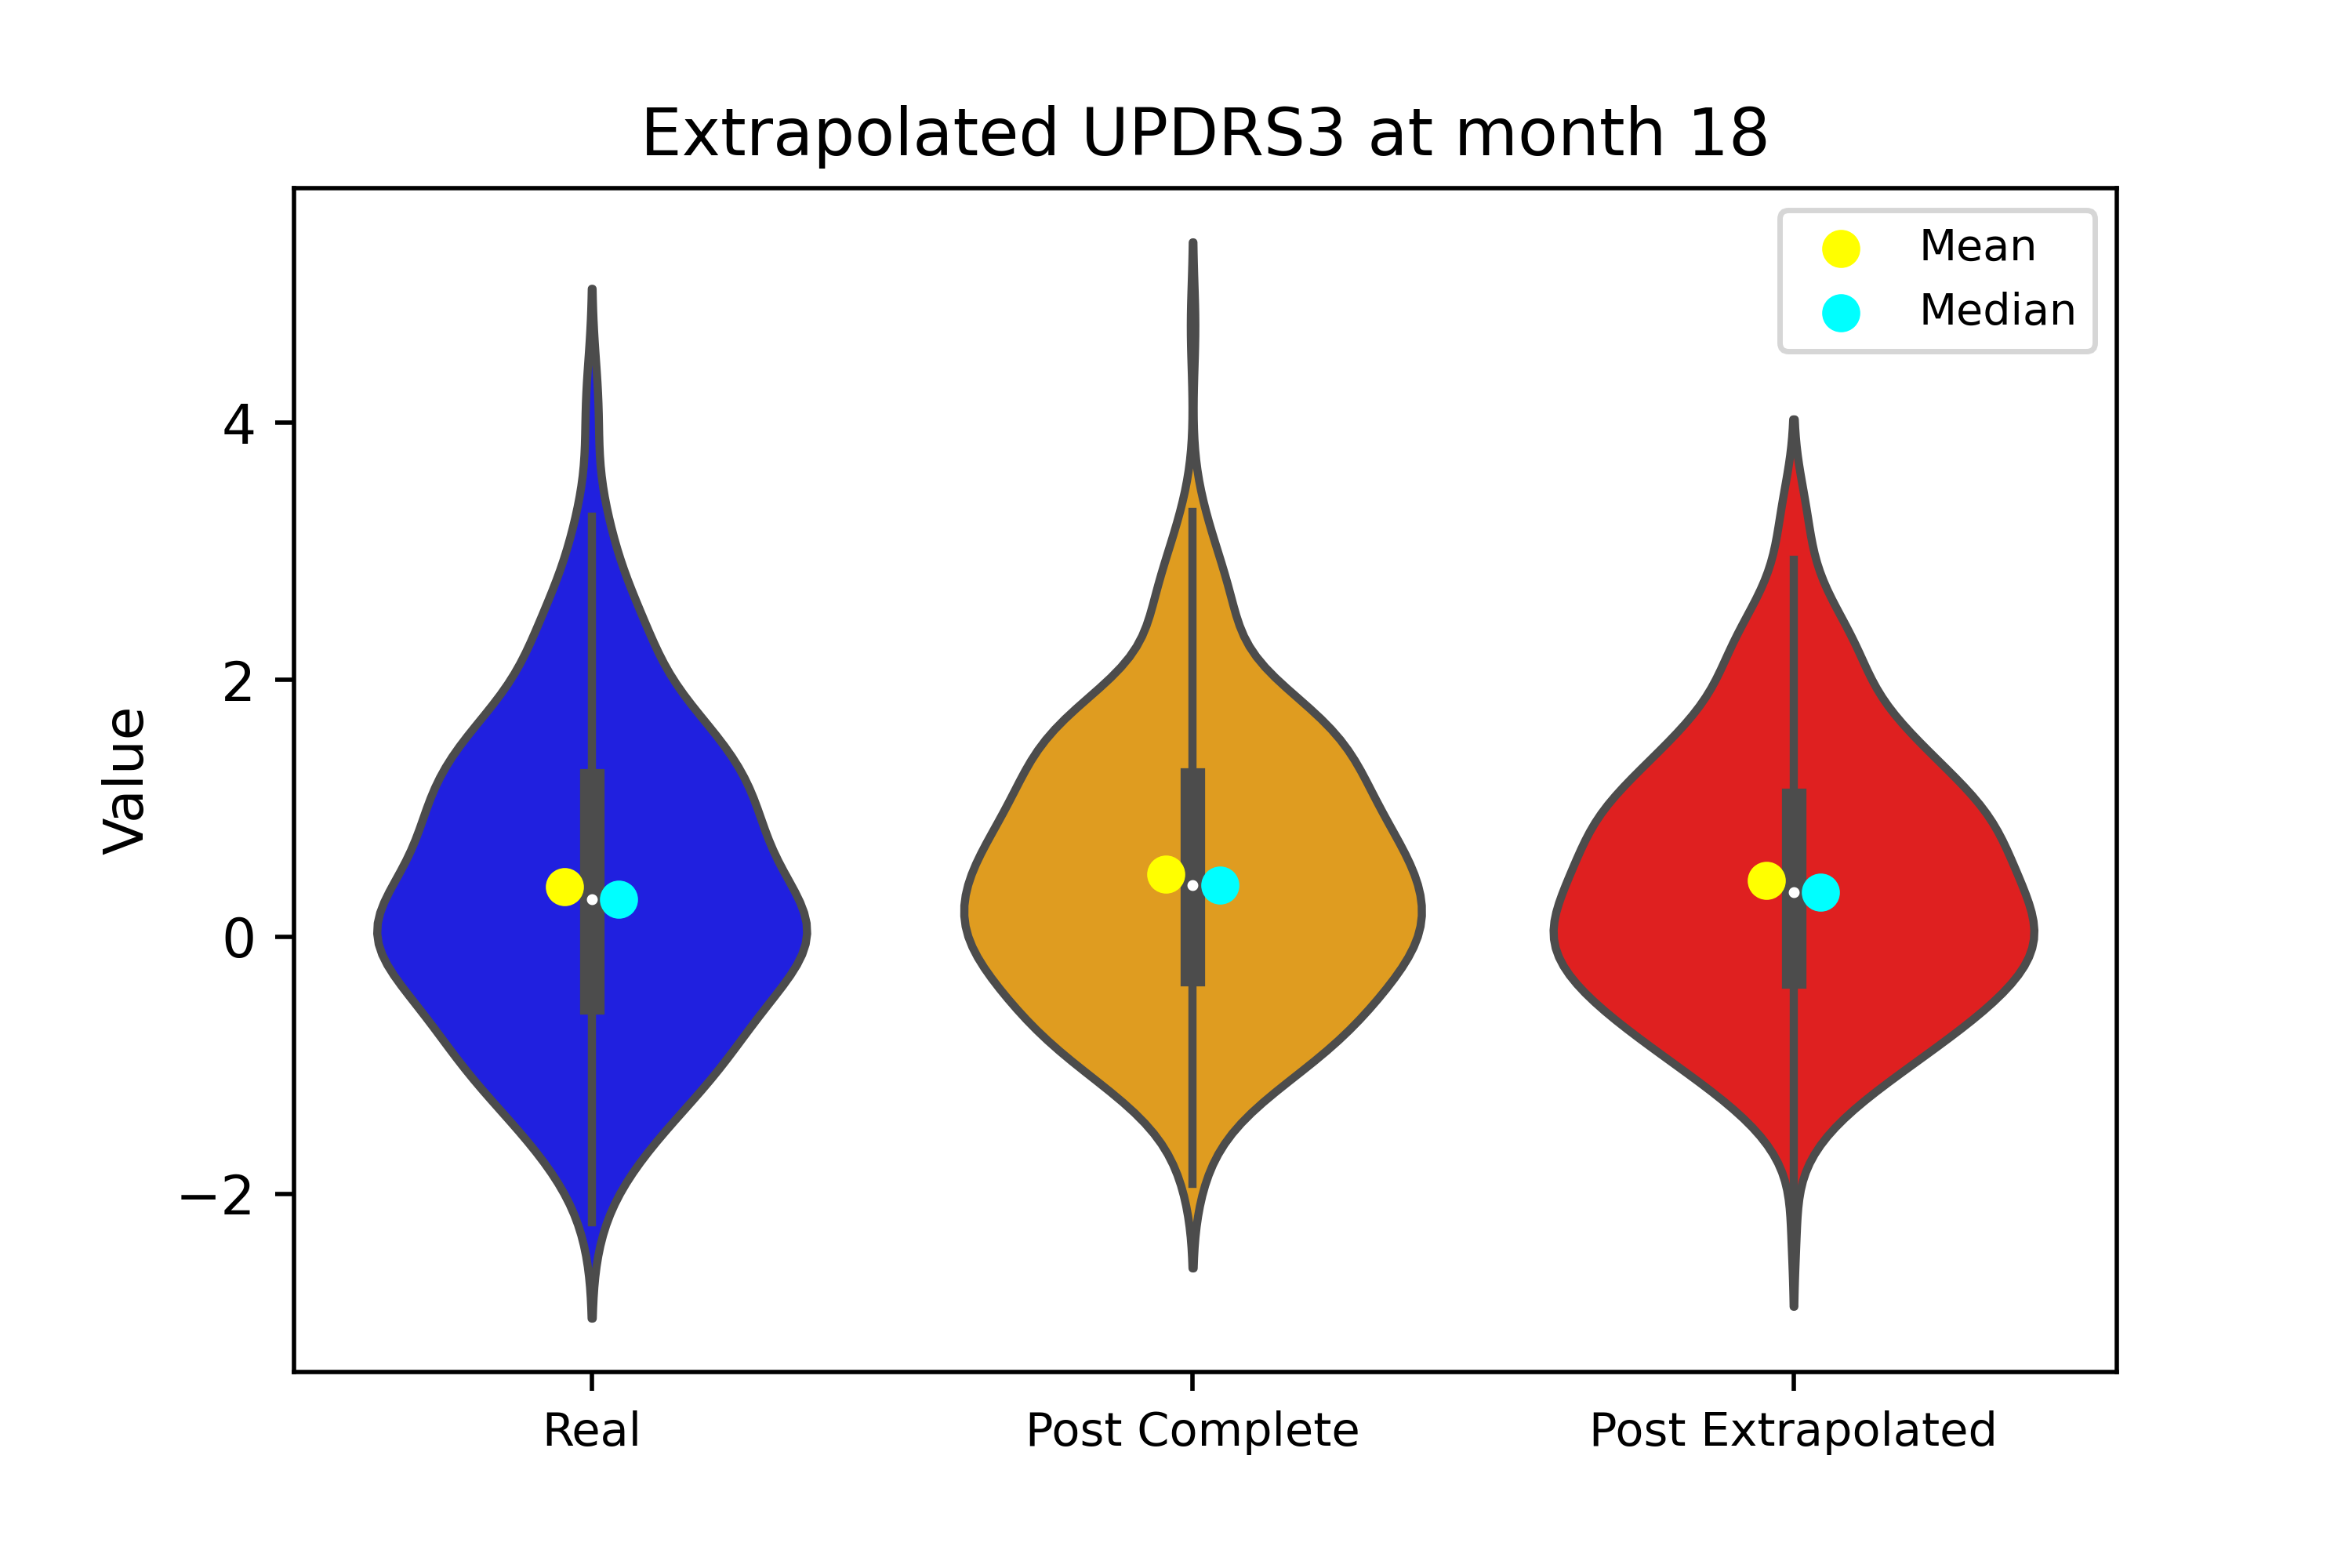 Extrapolated UPDRS3 at month 18
Mean
Median
4
2
0
−2
Value
Real
Post Complete
Post Extrapolated